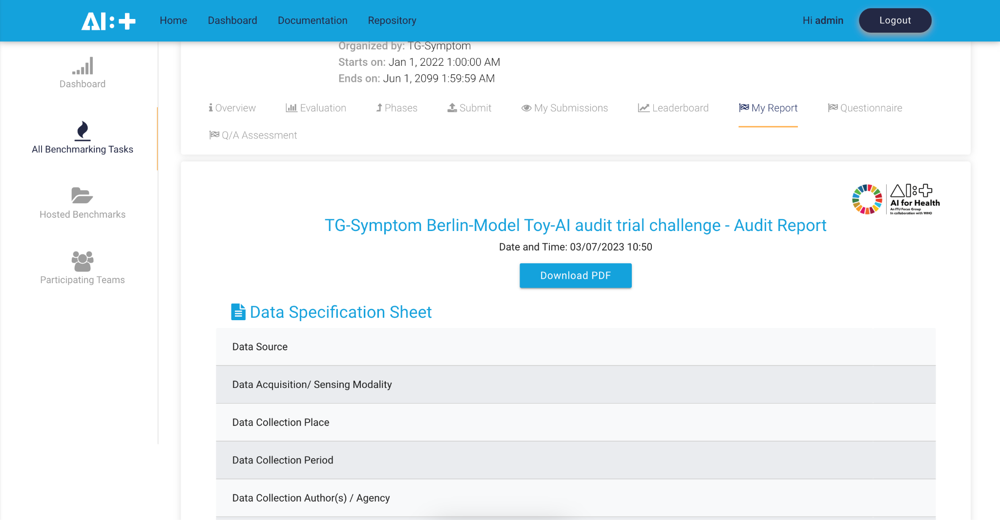 AI:+ Home Dashboard Documentation Repository Hi admin Logout
Organized by: TG-Symptom
Starts on: Jan 1, 2022 1:00:00 AM
Ends on: Jun 1, 2099 1:59:59 AM
Dashboard
All Benchmarking Tasks
Hosted Benchmarks
Participating Teams
Overview Evaluation Phases Submit My Submissions Leaderboard My Report Questionnaire
Q/A Assessment
AI:+
AI for Health
An ITU Focus Group
In collaboration with WHO
TG-Symptom Berlin-Model Toy-AI audit trial challenge - Audit Report
Date and Time: 03/07/2023 10:50
Download PDF
Data Specification Sheet
Data Source
Data Acquisition/ Sensing Modality
Data Collection Place
Data Collection Period
Data Collection Author(s) / Agency